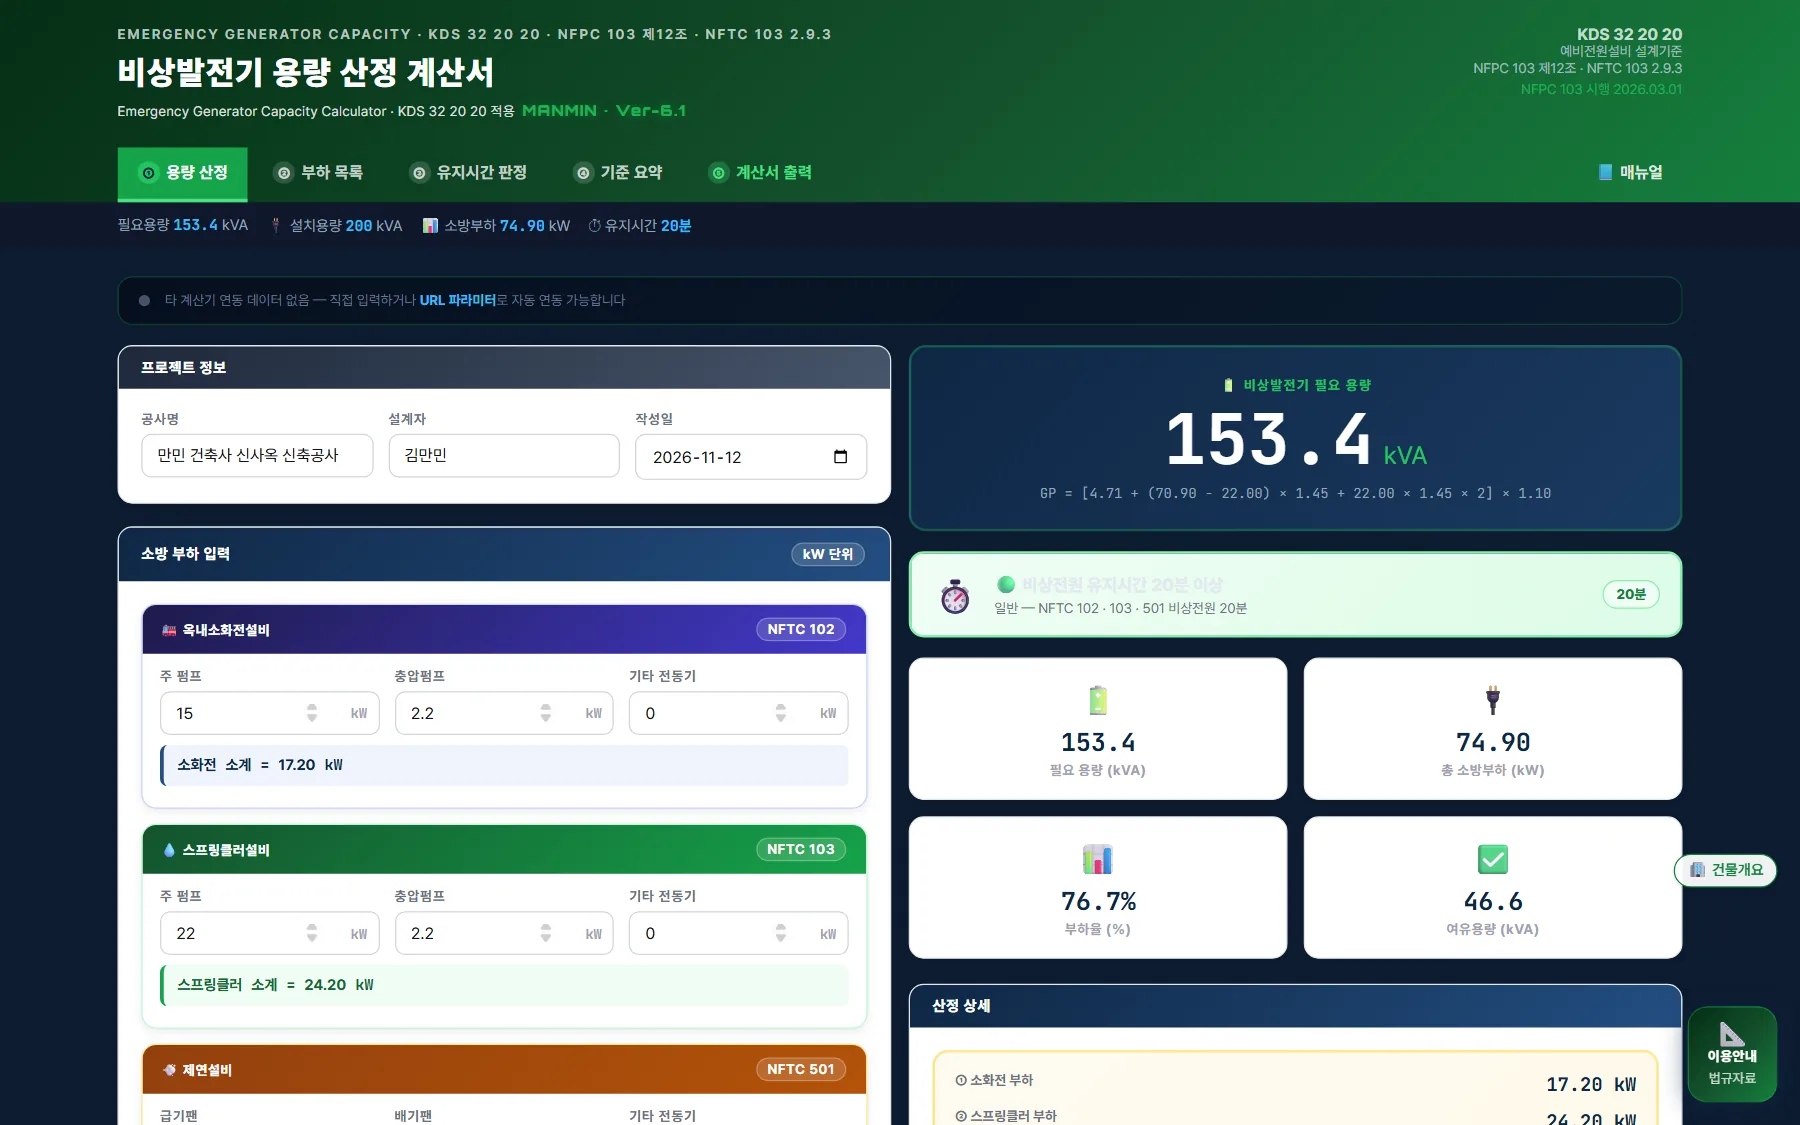 EMERGENCY GENERATOR CAPACITY · KDS 32 20 20 · NFPC 103 제12조 · NFTC 103 2.9.3
비상발전기 용량 산정 계산서
Emergency Generator Capacity Calculator · KDS 32 20 20 적용 MANMIN · Ver-6.1
KDS 32 20 20
예비전원설비 설계기준
NFPC 103 제12조 · NFTC 103 2.9.3
NFPC 103 시행 2026.03.01
① 용량 산정
② 부하 목록
③ 유지시간 판정
④ 기준 요약
⑤ 계산서 출력
매뉴얼
필요용량 153.4 kVA
설치용량 200 kVA
소방부하 74.90 kW
유지시간 20분
타 계산기 연동 데이터 없음 — 직접 입력하거나 URL 파라미터로 자동 연동 가능합니다
프로젝트 정보
공사명
설계자
작성일
만민 건축사 신사옥 신축공사
김만민
2026-11-12
소방 부하 입력
kW 단위
옥내소화전설비
NFTC 102
주 펌프
충압펌프
기타 전동기
15 kW
2.2 kW
0 kW
소화전 소계 = 17.20 kW
스프링클러설비
NFTC 103
주 펌프
충압펌프
기타 전동기
22 kW
2.2 kW
0 kW
스프링클러 소계 = 24.20 kW
제연설비
NFTC 501
급기팬
배기팬
기타 전동기
비상발전기 필요 용량
153.4 kVA
GP = [4.71 + (70.90 - 22.00) × 1.45 + 22.00 × 1.45 × 2] × 1.10
비상전원 유지시간 20분 이상
일반 — NFTC 102 · 103 · 501 비상전원 20분
20분
153.4
필요 용량 (kVA)
74.90
총 소방부하 (kW)
76.7%
부하율 (%)
46.6
여유용량 (kVA)
산정 상세
① 소화전 부하
17.20 kW
② 스프링클러 부하
24.20 kW
건물개요
이용안내
법규자료